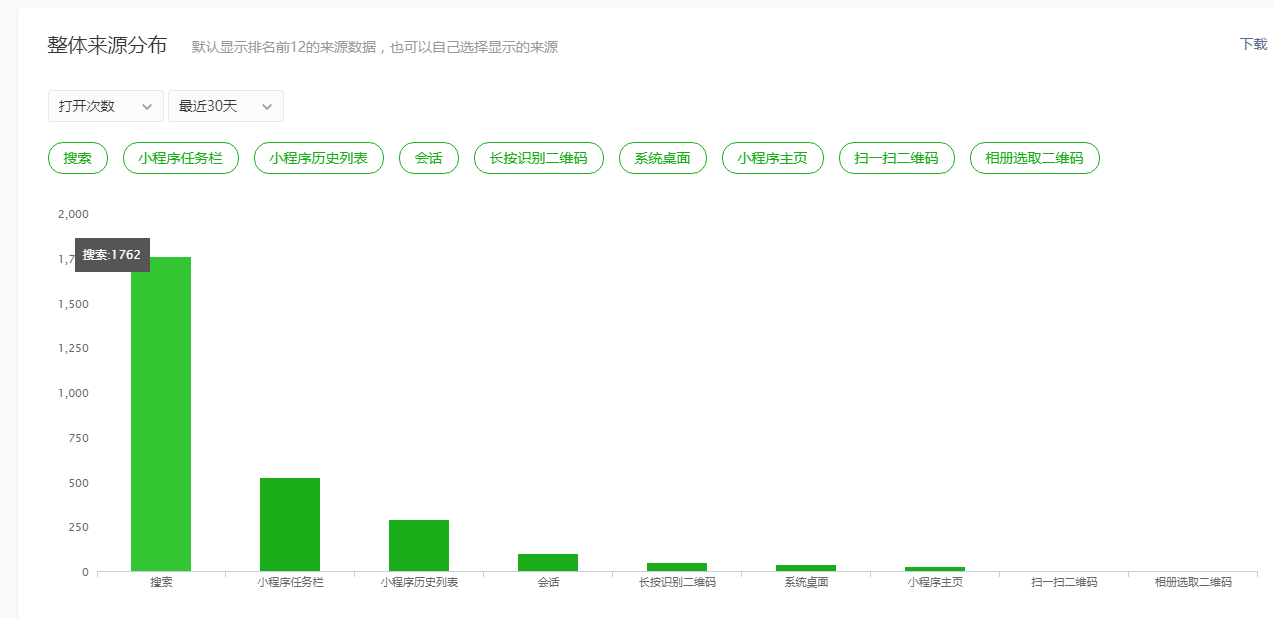 整体来源分布 默认显示排名前12的来源数据，也可以自己选择显示的来源 下载
打开次数 最近30天
搜索 小程序任务栏 小程序历史列表 会话 长按识别二维码 系统桌面 小程序主页 扫一扫二维码 相册选取二维码
2,000
搜索:1762
1,7
1,500
1,250
1,000
750
500
250
0
搜索 小程序任务栏 小程序历史列表 会话 长按识别二维码 系统桌面 小程序主页 扫一扫二维码 相册选取二维码